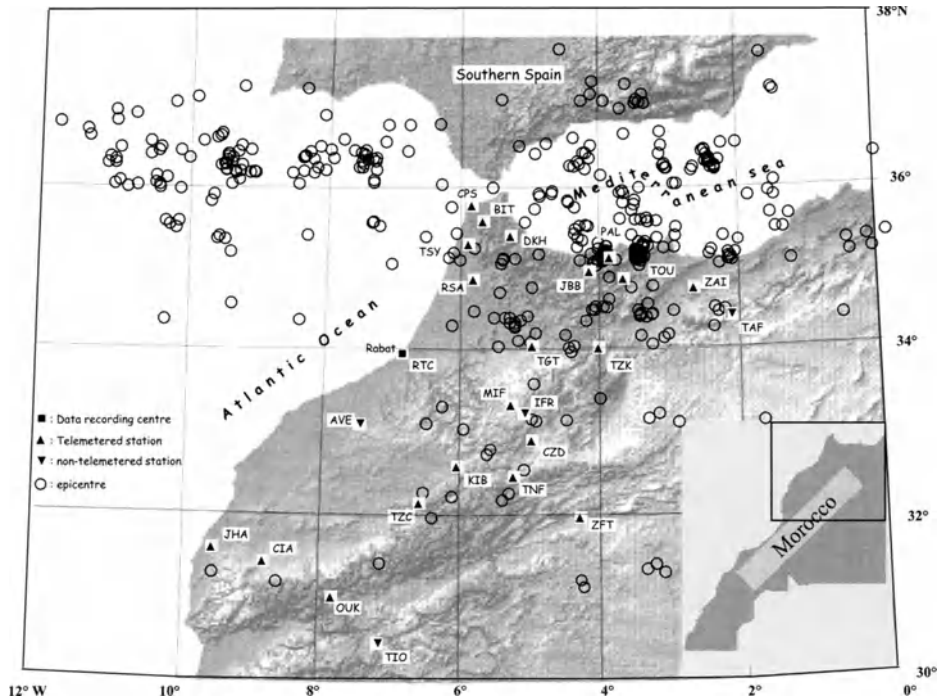 38°N
Southern Spain
Mediterranean sea
36°
CPS
BIT
DKH
PAL
TSY
RSA
JBB
TOU
ZAI
TAF
Atlantic Ocean
34°
Rabat
RTC
TGT
TZK
MIF
IFR
AVE
CZD
■ : Data recording centre
▲ : Telemetered station
▼ : non-telemetered station
○ : epicentre
KIB
TNF
TZC
ZFT
32°
JHA
CIA
OUK
TIO
Morocco
12° W
10°
8°
6°
4°
2°
0°
30°